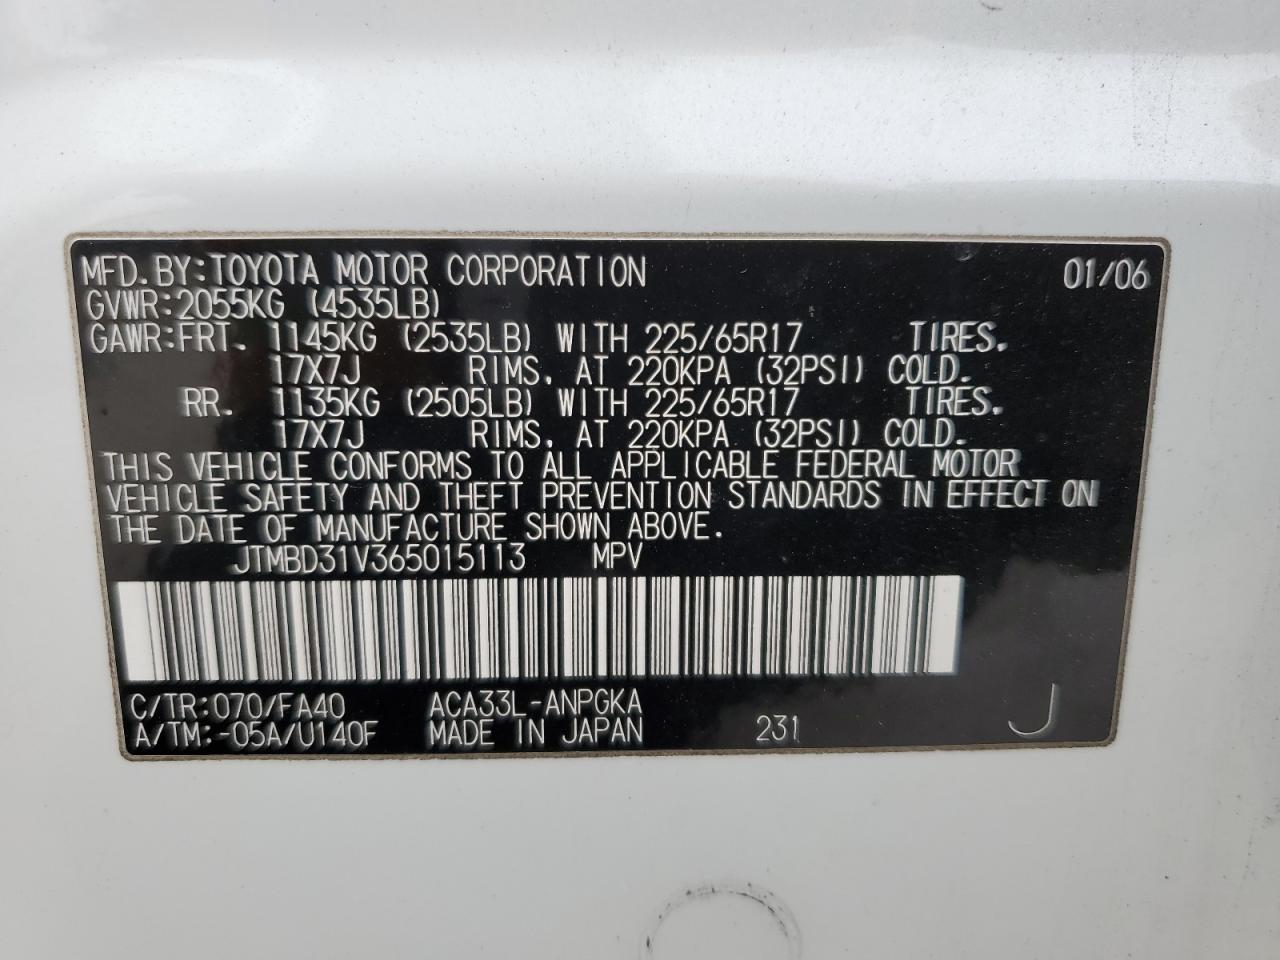 MFD. BY: TOYOTA MOTOR CORPORATION 01/06
GVWR: 2055KG (4535LB)
GAWR: FRT. 1145KG (2535LB) WITH 225/65R17 TIRES.
17X7J RIMS, AT 220KPA (32PSI) COLD.
RR. 1135KG (2505LB) WITH 225/65R17 TIRES.
17X7J RIMS, AT 220KPA (32PSI) COLD.
THIS VEHICLE CONFORMS TO ALL APPLICABLE FEDERAL MOTOR
VEHICLE SAFETY AND THEFT PREVENTION STANDARDS IN EFFECT ON
THE DATE OF MANUFACTURE SHOWN ABOVE.
JTMBD31V365015113 MPV
C/TR: 070/FA40 ACA33L-ANPGKA
A/TM: -05A/U140F MADE IN JAPAN 231 J